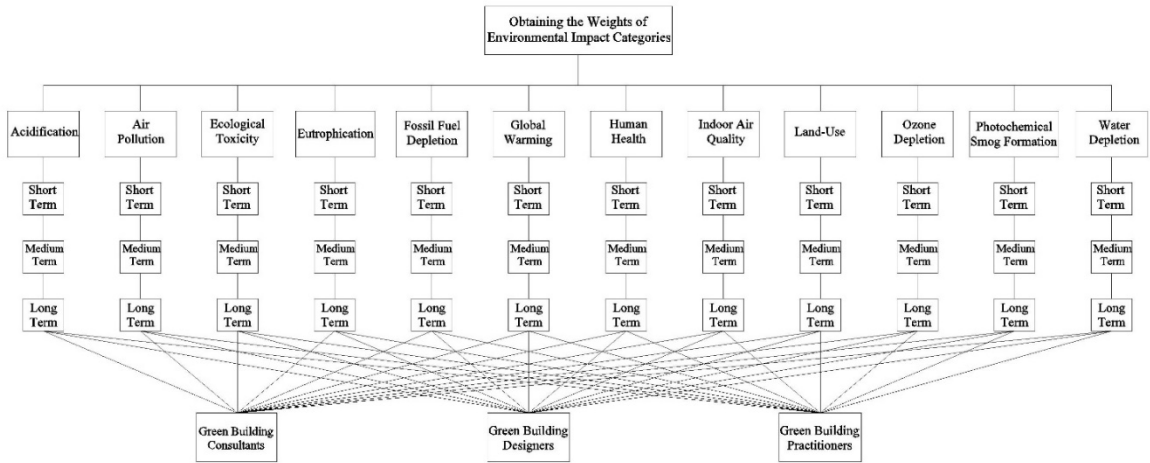 Obtaining the Weights of
Environmental Impact Categories
Acidification
Air
Pollution
Ecological
Toxicity
Eutrophication
Fossil Fuel
Depletion
Global
Warming
Human
Health
Indoor Air
Quality
Land-Use
Ozone
Depletion
Photochemical
Smog Formation
Water
Depletion
Short
Term
Short
Term
Short
Term
Short
Term
Short
Term
Short
Term
Short
Term
Short
Term
Short
Term
Short
Term
Short
Term
Short
Term
Medium
Term
Medium
Term
Medium
Term
Medium
Term
Medium
Term
Medium
Term
Medium
Term
Medium
Term
Medium
Term
Medium
Term
Medium
Term
Medium
Term
Long
Term
Long
Term
Long
Term
Long
Term
Long
Term
Long
Term
Long
Term
Long
Term
Long
Term
Long
Term
Long
Term
Long
Term
Green Building
Consultants
Green Building
Designers
Green Building
Practitioners